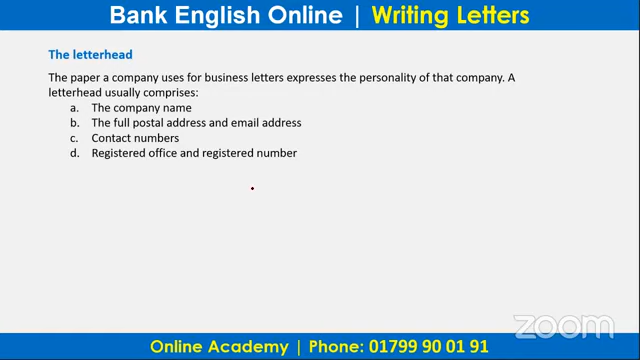 Bank English Online | Writing Letters
The letterhead
The paper a company uses for business letters expresses the personality of that company. A
letterhead usually comprises:
a. The company name
b. The full postal address and email address
c. Contact numbers
d. Registered office and registered number
zoom
Online Academy | Phone: 01799 90 01 91